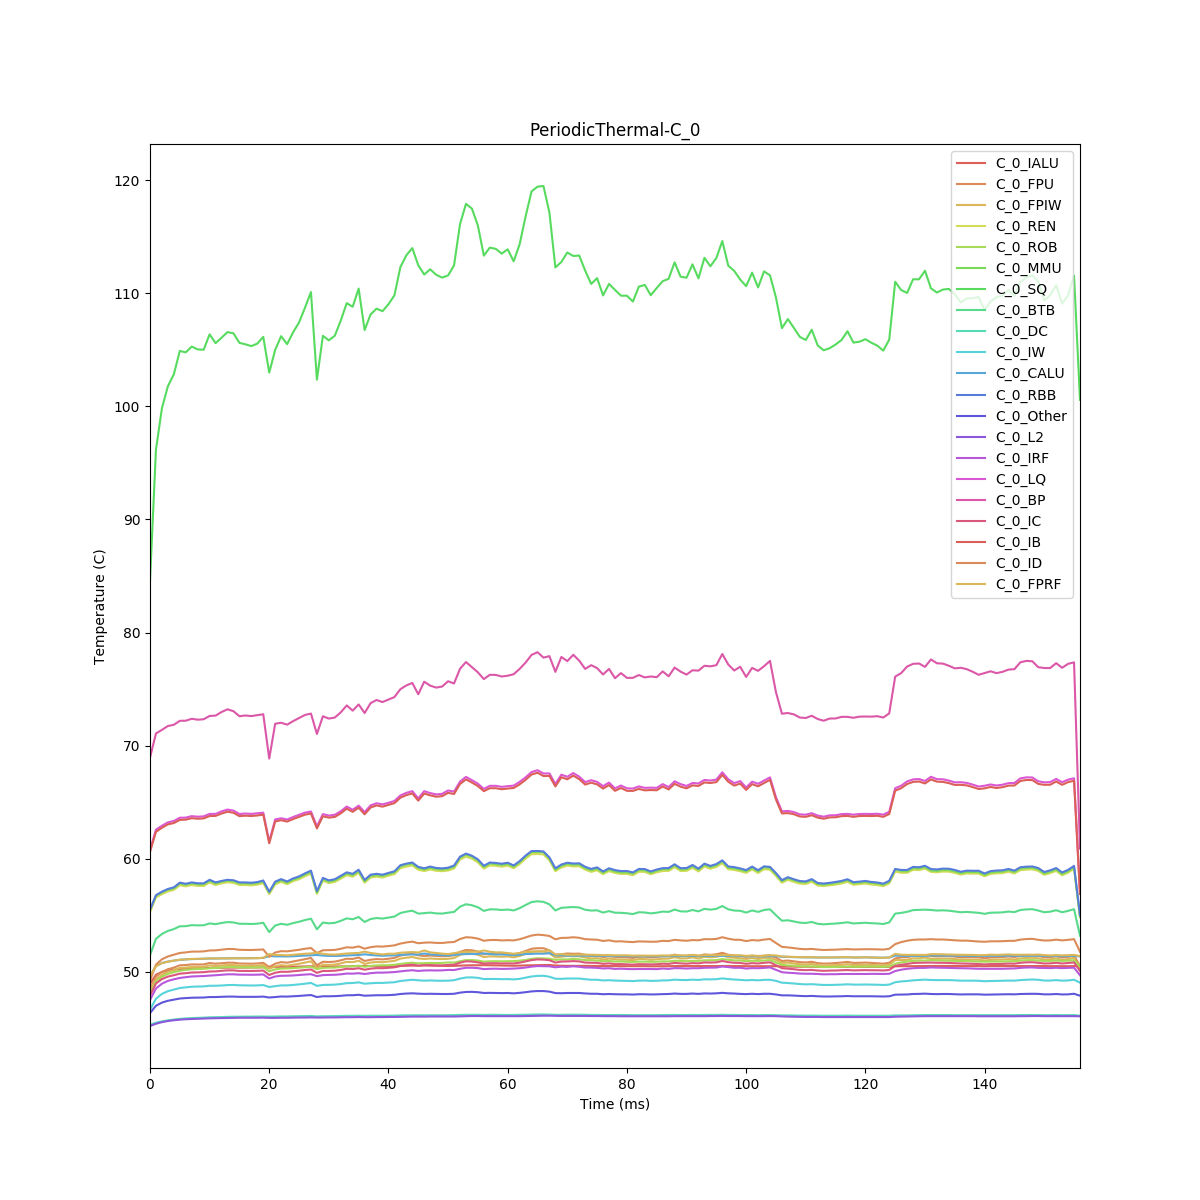 PeriodicThermal-C_0
120
110
100
90
80
70
60
50
Temperature (C)
0
20
40
60
80
100
120
140
Time (ms)
C_0_IALU
C_0_FPU
C_0_FPIW
C_0_REN
C_0_ROB
C_0_MMU
C_0_SQ
C_0_BTB
C_0_DC
C_0_IW
C_0_CALU
C_0_RBB
C_0_Other
C_0_L2
C_0_IRF
C_0_LQ
C_0_BP
C_0_IC
C_0_IB
C_0_ID
C_0_FPRF